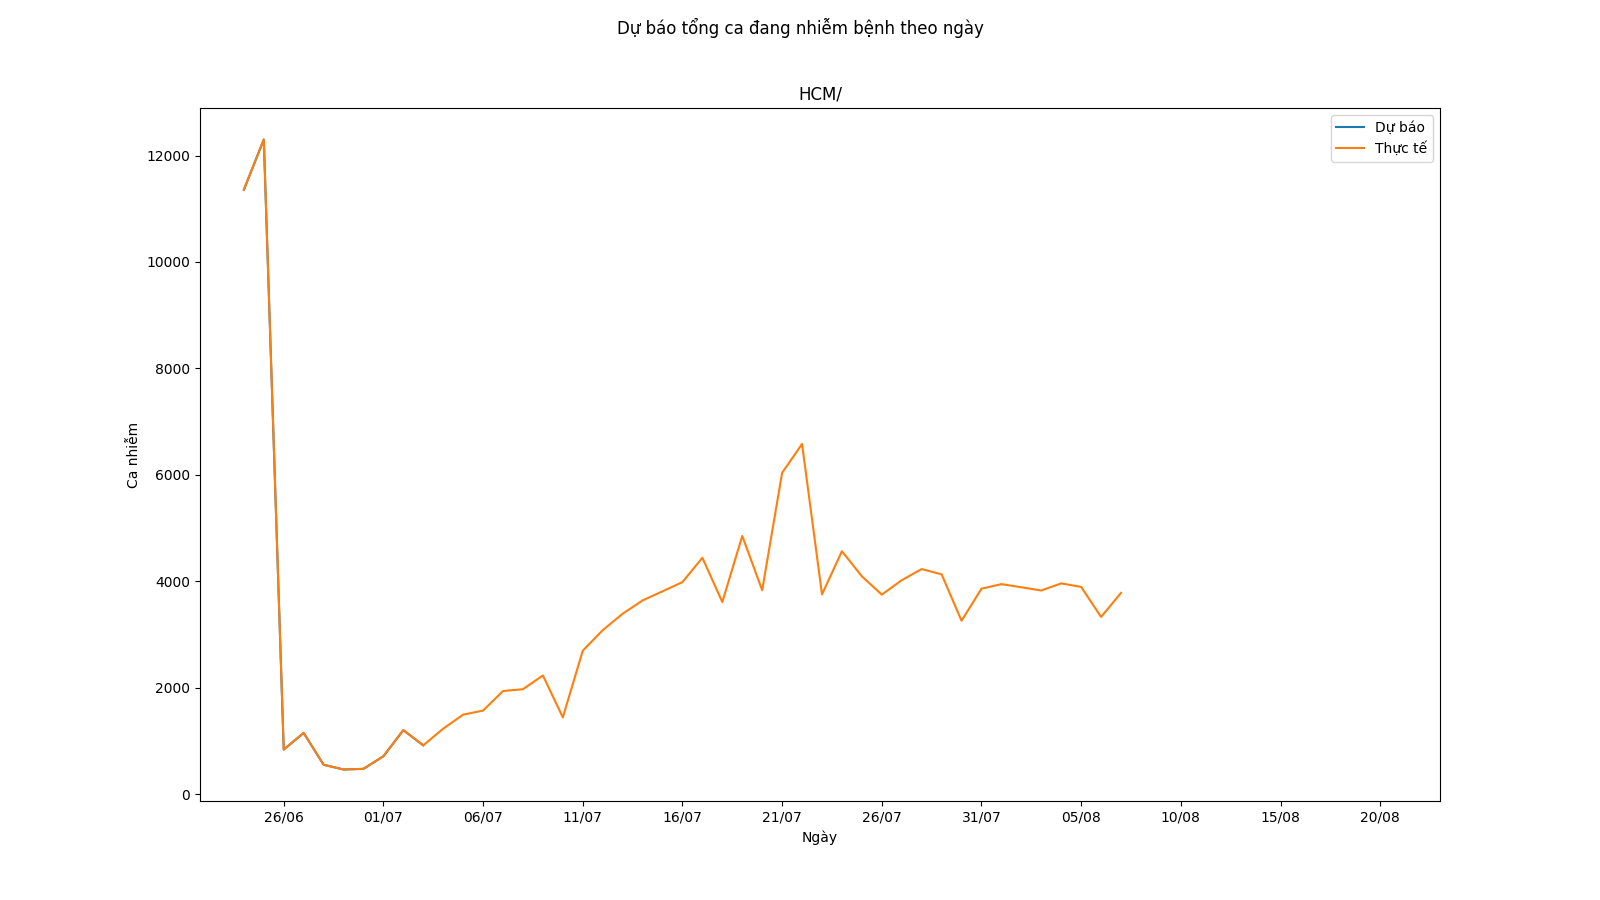 Dự báo tổng ca đang nhiễm bệnh theo ngày
HCM/
Dự báo
Thực tế
12000
10000
8000
6000
4000
2000
0
Ca nhiễm
26/06 01/07 06/07 11/07 16/07 21/07 26/07 31/07 05/08 10/08 15/08 20/08
Ngày